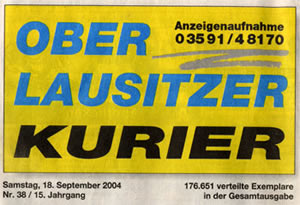 OBER
Anzeigenaufnahme
03591/48170
LAUSITZER
KURIER
Samstag, 18. September 2004
Nr. 38 / 15. Jahrgang
176.651 verteilte Exemplare
in der Gesamtausgabe